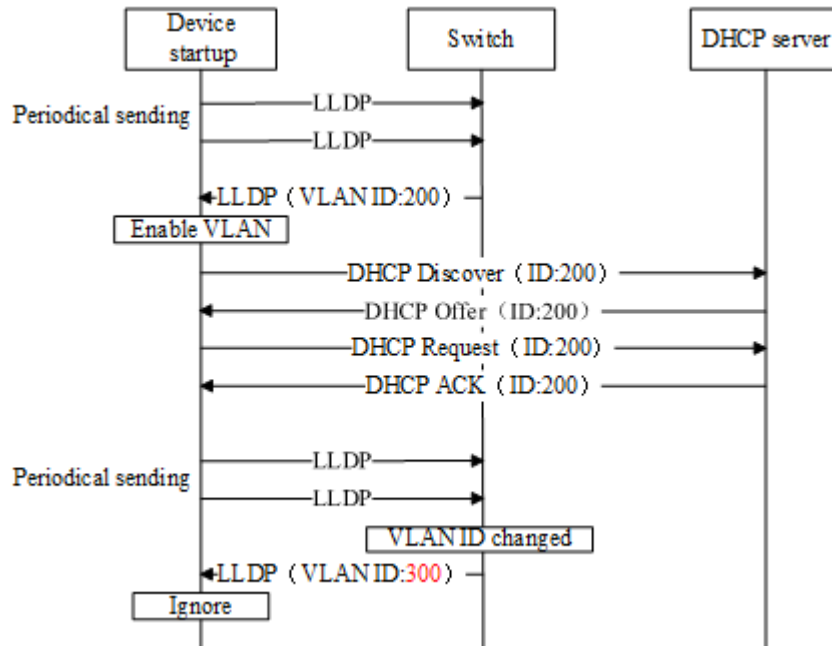 Device
startup
Switch
DHCP server
Periodical sending
LLDP
LLDP
LLDP (VLAN ID:200)
Enable VLAN
DHCP Discover (ID:200)
DHCP Offer (ID:200)
DHCP Request (ID:200)
DHCP ACK (ID:200)
Periodical sending
LLDP
LLDP
VLAN ID changed
LLDP (VLAN ID:300)
Ignore